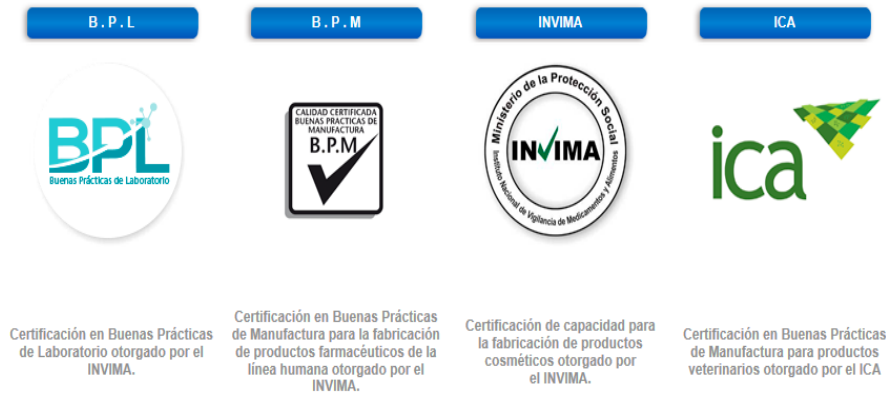 B.P.L
BPL
Buenas Prácticas de Laboratorio
Certificación en Buenas Prácticas
de Laboratorio otorgado por el
INVIMA.
B.P.M
CALIDAD CERTIFICADA
BUENAS PRACTICAS DE
MANUFACTURA
B.P.M
Certificación en Buenas Prácticas
de Manufactura para la fabricación
de productos farmacéuticos de la
línea humana otorgado por el
INVIMA.
INVIMA
Ministerio de la Protección Social
INVIMA
Instituto Nacional de Vigilancia de Medicamentos y Alimentos
Certificación de capacidad para
la fabricación de productos
cosméticos otorgado por
el INVIMA.
ICA
ica
Certificación en Buenas Prácticas
de Manufactura para productos
veterinarios otorgado por el ICA